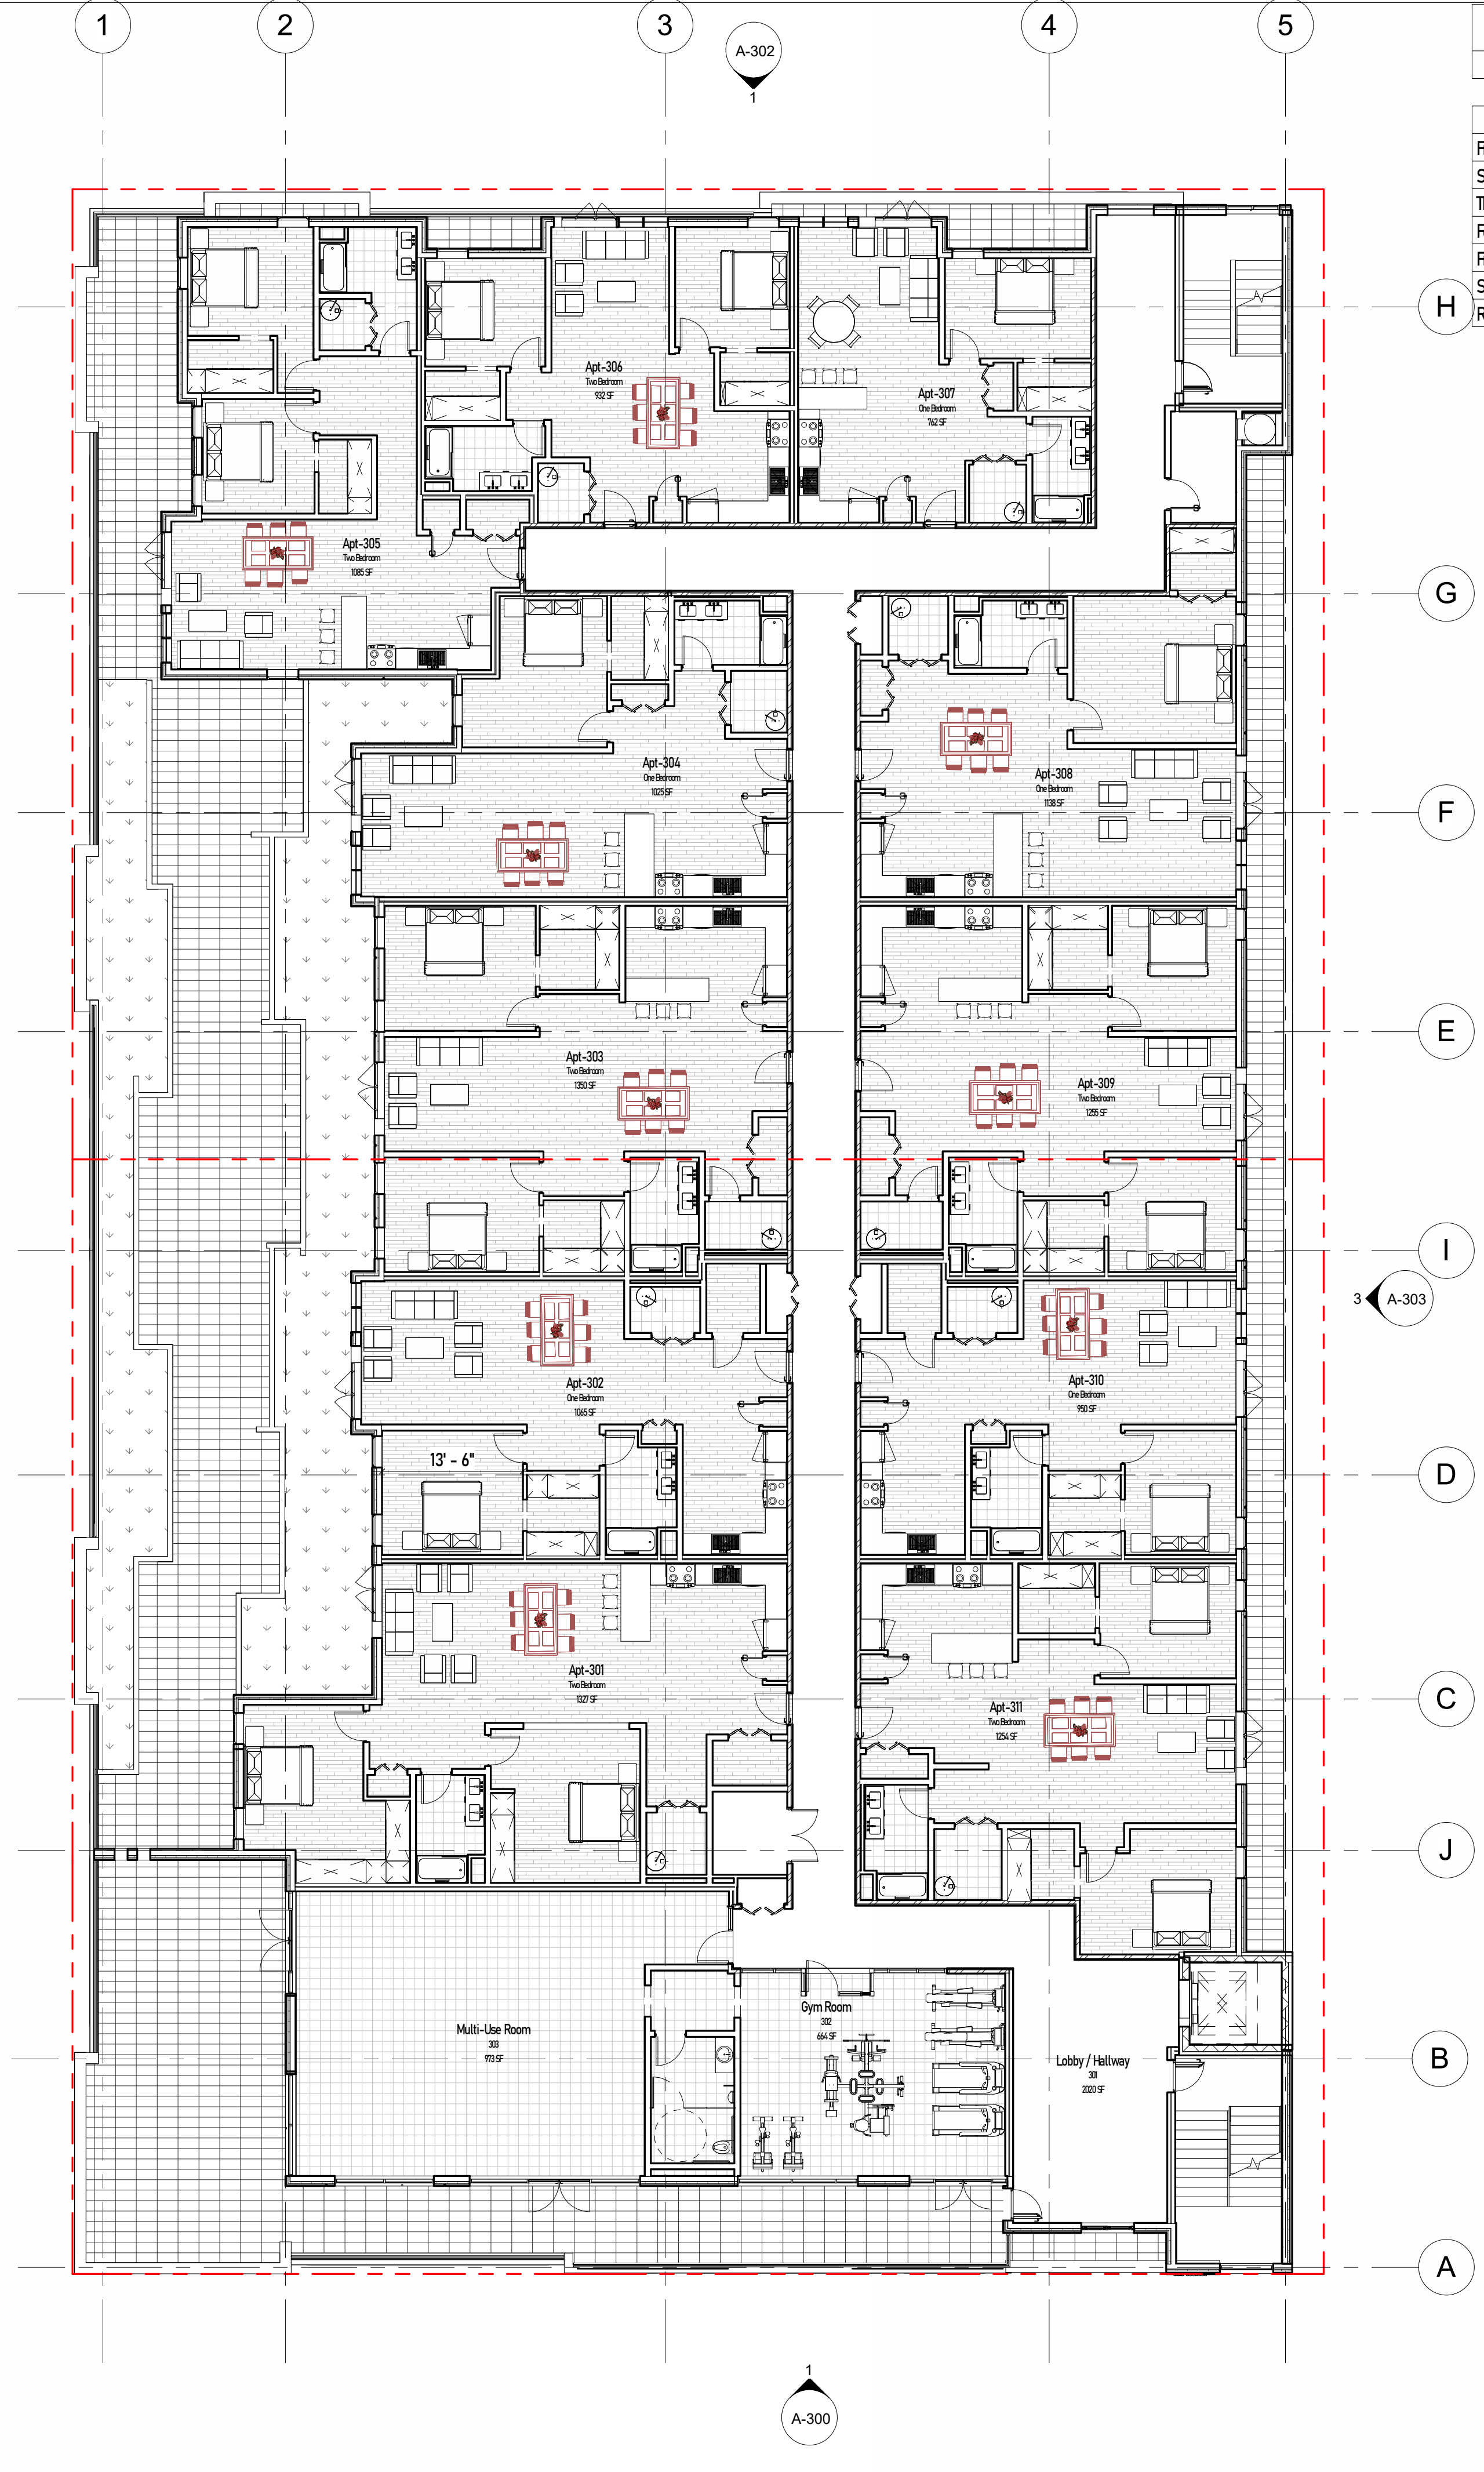 1
2
3
4
5
A-302
1
F
S
R
F
S
R
H
Apt-306
Two Bedroom
932 SF
Apt-307
One Bedroom
762 SF
Apt-305
Two Bedroom
1085 SF
G
Apt-304
One Bedroom
1025 SF
Apt-308
One Bedroom
1138 SF
F
E
Apt-303
Two Bedroom
1350 SF
Apt-309
Two Bedroom
1255 SF
I
3
A-303
Apt-302
One Bedroom
1065 SF
Apt-310
One Bedroom
950 SF
13' - 6"
D
Apt-301
Two Bedroom
1327 SF
C
Apt-311
Two Bedroom
1254 SF
J
Gym Room
302
664 SF
Multi-Use Room
303
973 SF
Lobby / Hallway
301
2020 SF
B
A
1
A-300